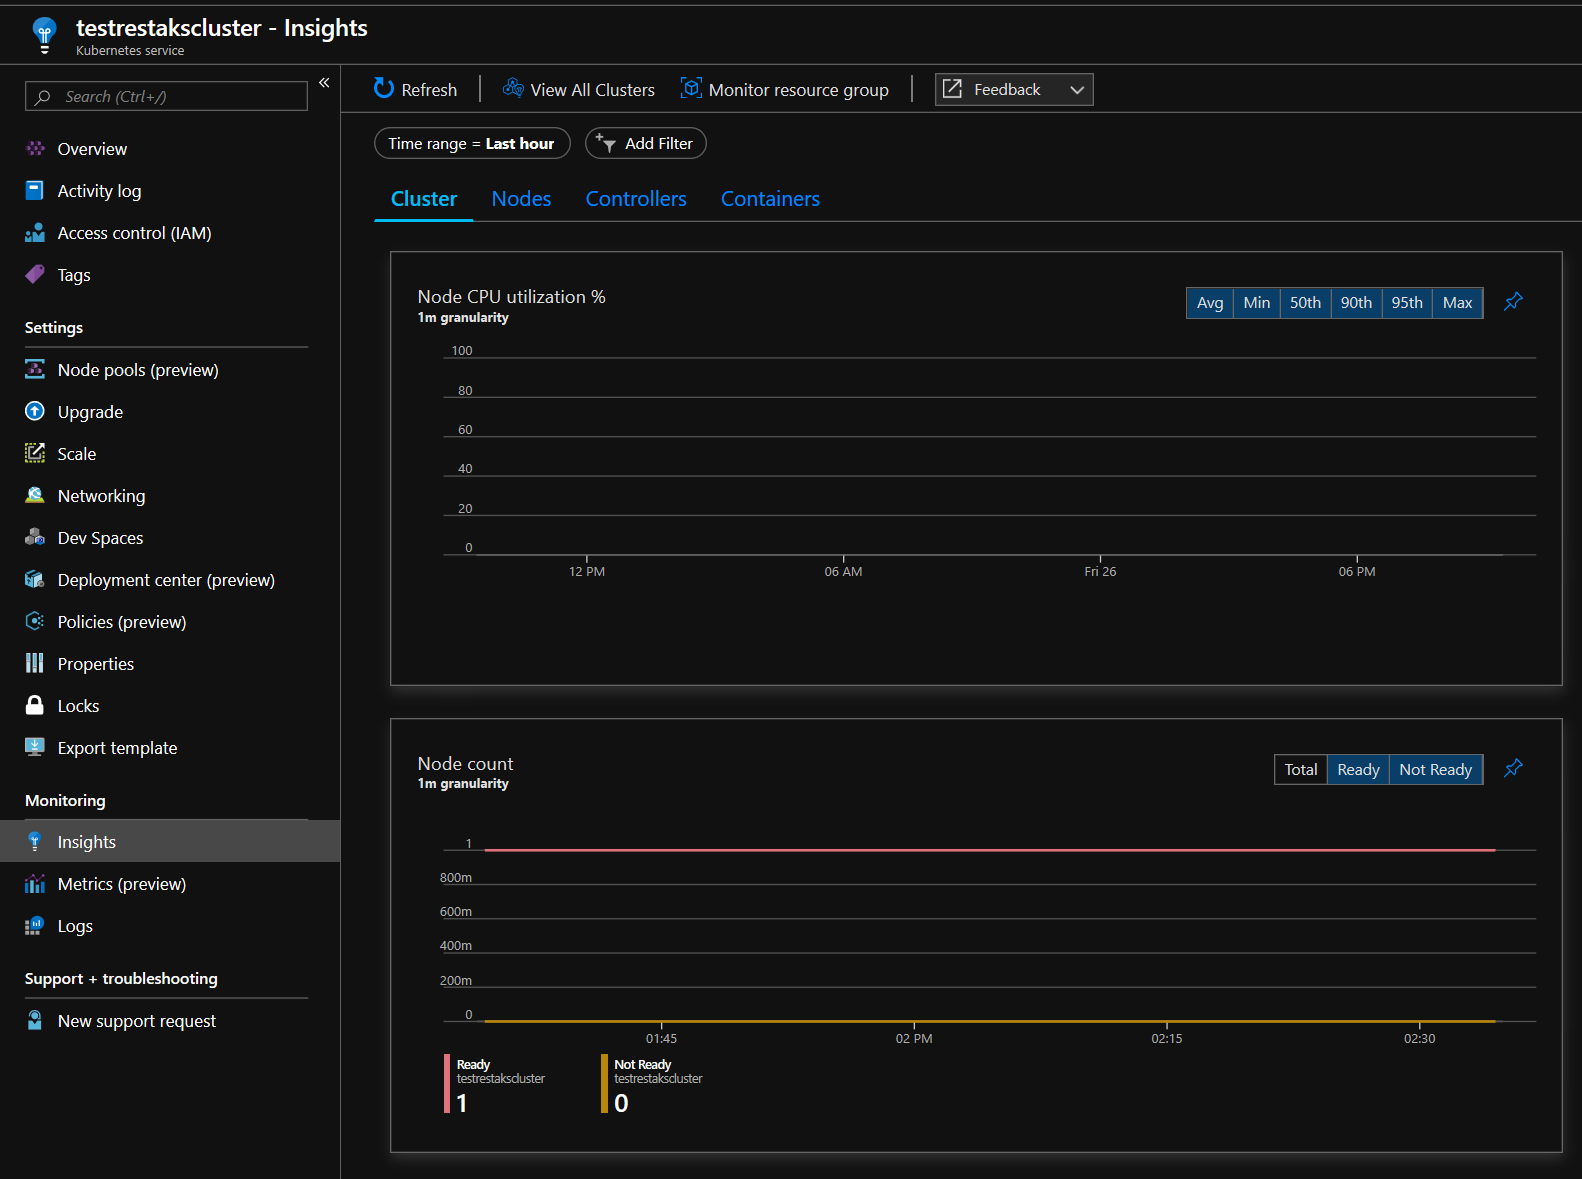 testrestakscluster - Insights
Kubernetes service
Search (Ctrl+/)
«
Overview
Activity log
Access control (IAM)
Tags
Settings
Node pools (preview)
Upgrade
Scale
Networking
Dev Spaces
Deployment center (preview)
Policies (preview)
Properties
Locks
Export template
Monitoring
Insights
Metrics (preview)
Logs
Support + troubleshooting
New support request
Refresh View All Clusters Monitor resource group Feedback
Time range = Last hour Add Filter
Cluster Nodes Controllers Containers
Node CPU utilization %
1m granularity
Avg Min 50th 90th 95th Max
100
80
60
40
20
0
12 PM 06 AM Fri 26 06 PM
Node count
1m granularity
Total Ready Not Ready
1
800m
600m
400m
200m
0
01:45 02 PM 02:15 02:30
Ready
testrestakscluster
1
Not Ready
testrestakscluster
0